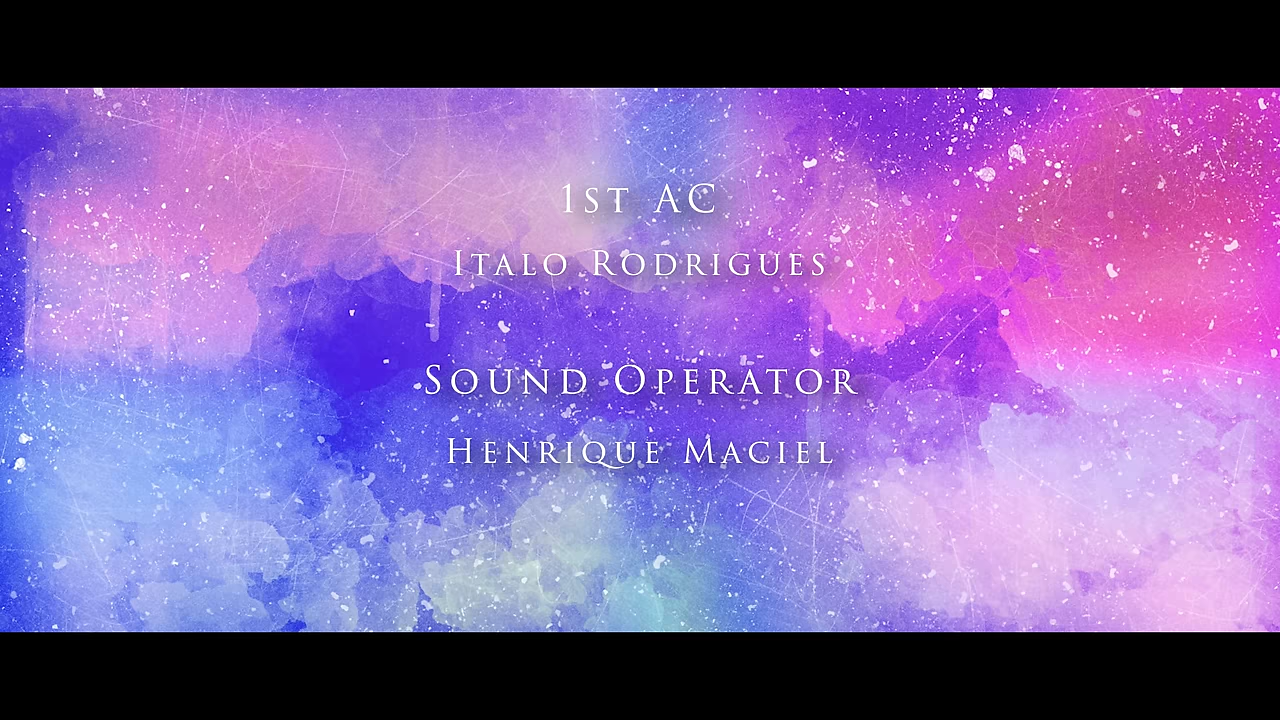 1st AC
Italo Rodrigues
Sound Operator
Henrique Maciel